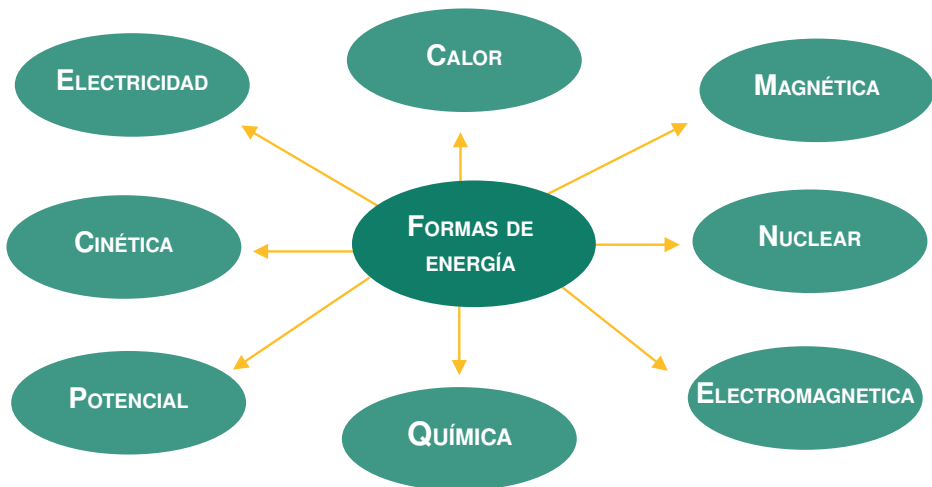 CALOR
ELECTRICIDAD
MAGNÉTICA
FORMAS DE
ENERGÍA
CINÉTICA
NUCLEAR
POTENCIAL
ELECTROMAGNETICA
QUÍMICA